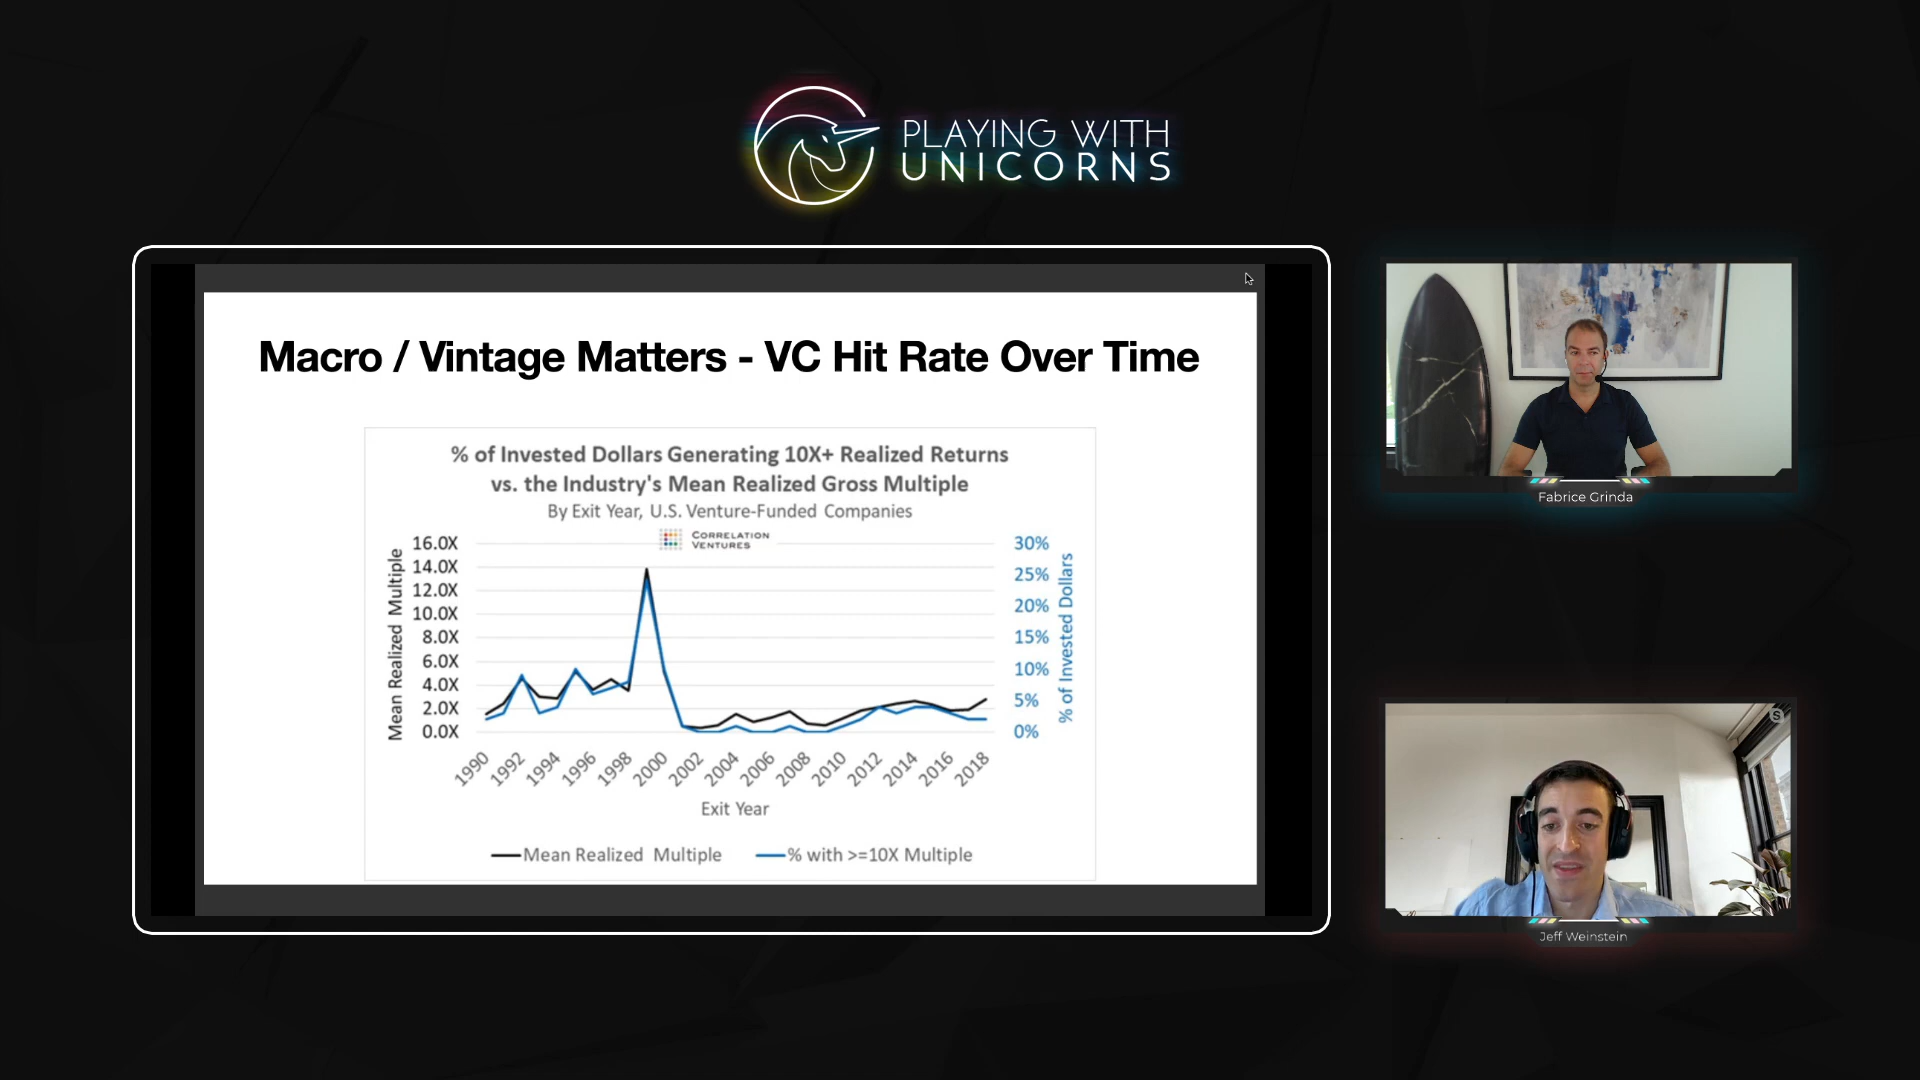 PLAYING WITH
UNICORNS
Macro / Vintage Matters - VC Hit Rate Over Time
% of Invested Dollars Generating 10X+ Realized Returns
vs. the Industry's Mean Realized Gross Multiple
By Exit Year, U.S. Venture-Funded Companies
CORRELATION
VENTURES
Mean Realized Multiple
16.0X
14.0X
12.0X
10.0X
8.0X
6.0X
4.0X
2.0X
0.0X
30%
25%
20%
15%
10%
5%
0%
% of Invested Dollars
1990 1992 1994 1996 1998 2000 2002 2004 2006 2008 2010 2012 2014 2016 2018
Exit Year
Mean Realized Multiple % with >=10X Multiple
Fabrice Grinda
S
Jeff Weinstein